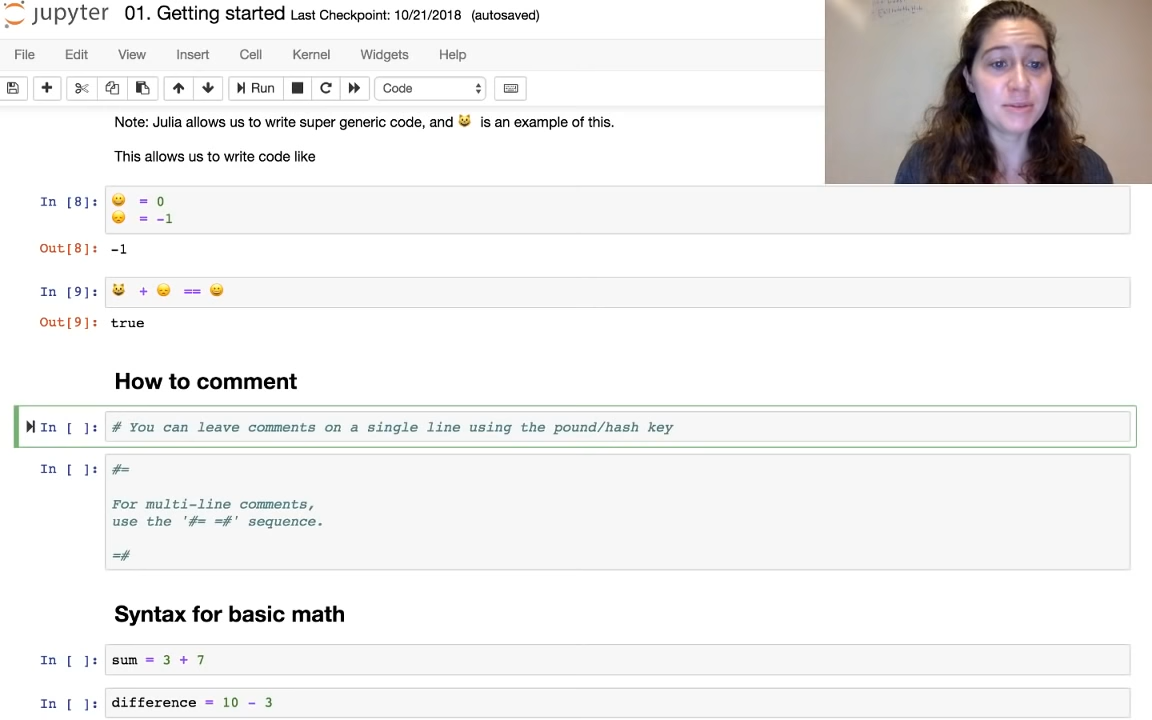 jupyter 01. Getting started Last Checkpoint: 10/21/2018 (autosaved)
File Edit View Insert Cell Kernel Widgets Help
Run Code
Note: Julia allows us to write super generic code, and 😺 is an example of this.
This allows us to write code like
In [8]: 😀 = 0
😞 = -1
Out[8]: -1
In [9]: 😺 + 😞 == 😀
Out[9]: true
How to comment
In [ ]: # You can leave comments on a single line using the pound/hash key
In [ ]: #=
For multi-line comments,
use the '#= =#' sequence.
=#
Syntax for basic math
In [ ]: sum = 3 + 7
In [ ]: difference = 10 - 3